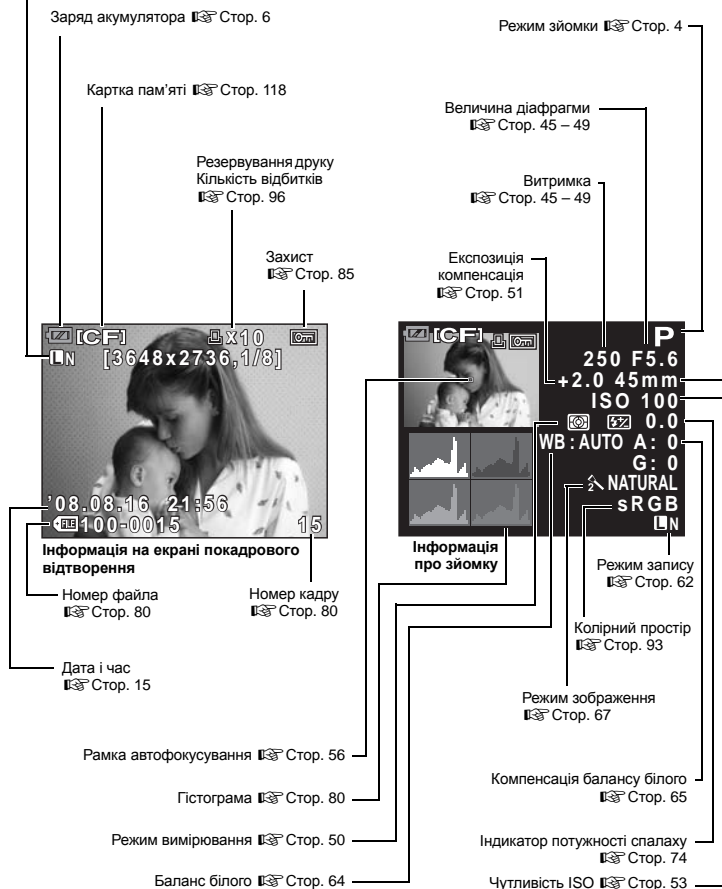 Заряд акумулятора ☞ Стор. 6
Режим зйомки ☞ Стор. 4
Картка пам'яті ☞ Стор. 118
Величина діафрагми
☞ Стор. 45 – 49
Резервування друку
Кількість відбитків
☞ Стор. 96
Витримка
☞ Стор. 45 – 49
Захист
☞ Стор. 85
Експозиція
компенсація
☞ Стор. 51
[CF] x10
L N [3648x2736,1/8]
'08.08.16 21:56
FILE 100-0015 15
[CF] P
250 F5.6
+2.0 45mm
ISO 100
0.0
WB : AUTO A: 0
G: 0
NATURAL
sRGB
L N
Інформація на екрані покадрового
відтворення
Інформація
про зйомку
Номер файла
☞ Стор. 80
Номер кадру
☞ Стор. 80
Режим запису
☞ Стор. 62
Колірний простір
☞ Стор. 93
Дата і час
☞ Стор. 15
Режим зображення
☞ Стор. 67
Рамка автофокусування ☞ Стор. 56
Компенсація балансу білого
☞ Стор. 65
Гістограма ☞ Стор. 80
Режим вимірювання ☞ Стор. 50
Індикатор потужності спалаху
☞ Стор. 74
Баланс білого ☞ Стор. 64
Чутливість ISO ☞ Стор. 53